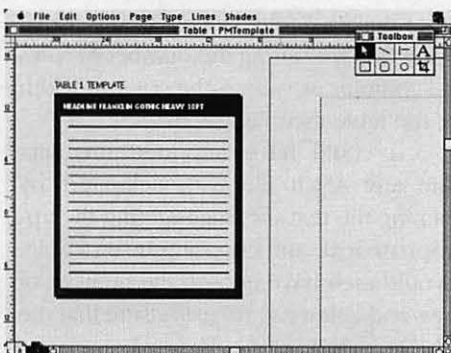 File Edit Options Page Type Lines Shades
Table 1 PMTemplate
Toolbox
A
TABLE 1 TEMPLATE
HEADLINE FRANKLIN GOTHIC HEAVY 10PT